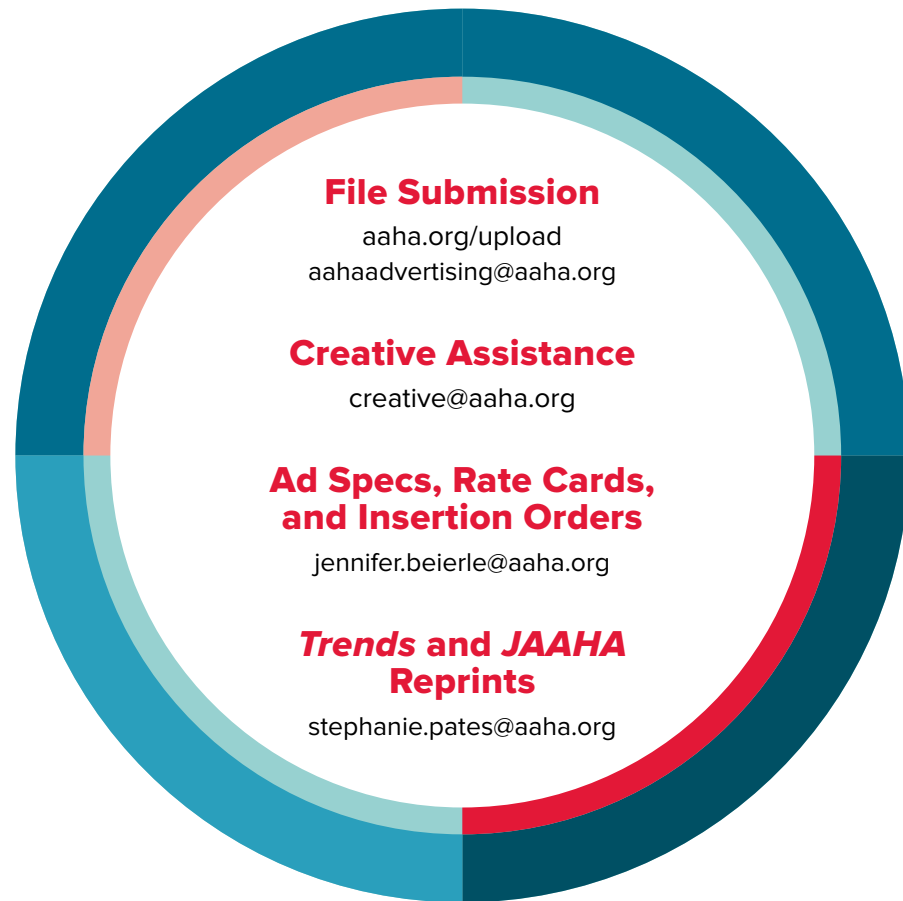 File Submission
aaha.org/upload
aahaadvertising@aaha.org
Creative Assistance
creative@aaha.org
Ad Specs, Rate Cards,
and Insertion Orders
jennifer.beierle@aaha.org
Trends and JAAHA
Reprints
stephanie.pates@aaha.org